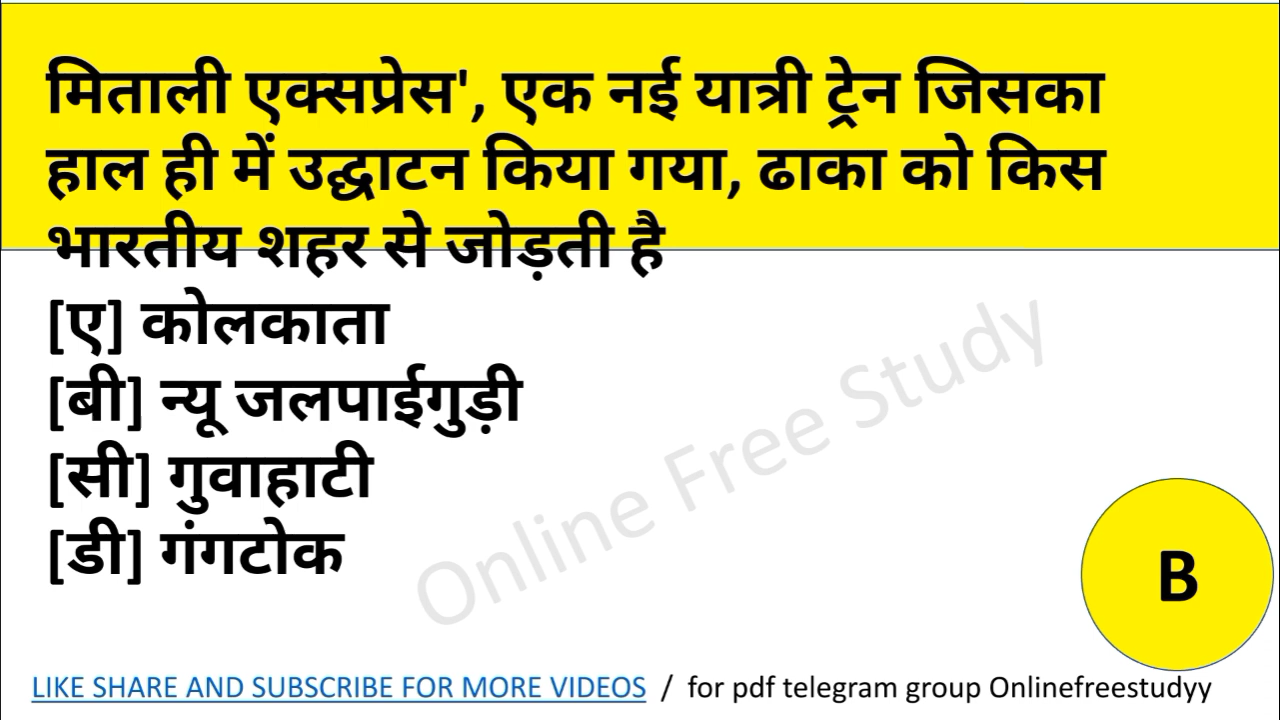 मिताली एक्सप्रेस', एक नई यात्री ट्रेन जिसका
हाल ही में उद्घाटन किया गया, ढाका को किस
भारतीय शहर से जोड़ती है
[ए] कोलकाता
[बी] न्यू जलपाईगुड़ी
[सी] गुवाहाटी
[डी] गंगटोक
Online Free Study
B
LIKE SHARE AND SUBSCRIBE FOR MORE VIDEOS / for pdf telegram group Onlinefreestudyy